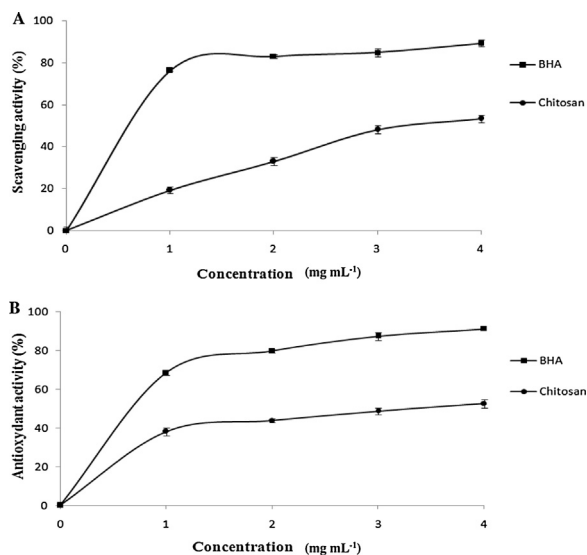 A
Scavenging activity (%)
100
80
60
40
20
0
0 1 2 3 4
Concentration (mg mL-1)
BHA
Chitosan
B
Antioxydant activity (%)
100
80
60
40
20
0
0 1 2 3 4
Concentration (mg mL-1)
BHA
Chitosan